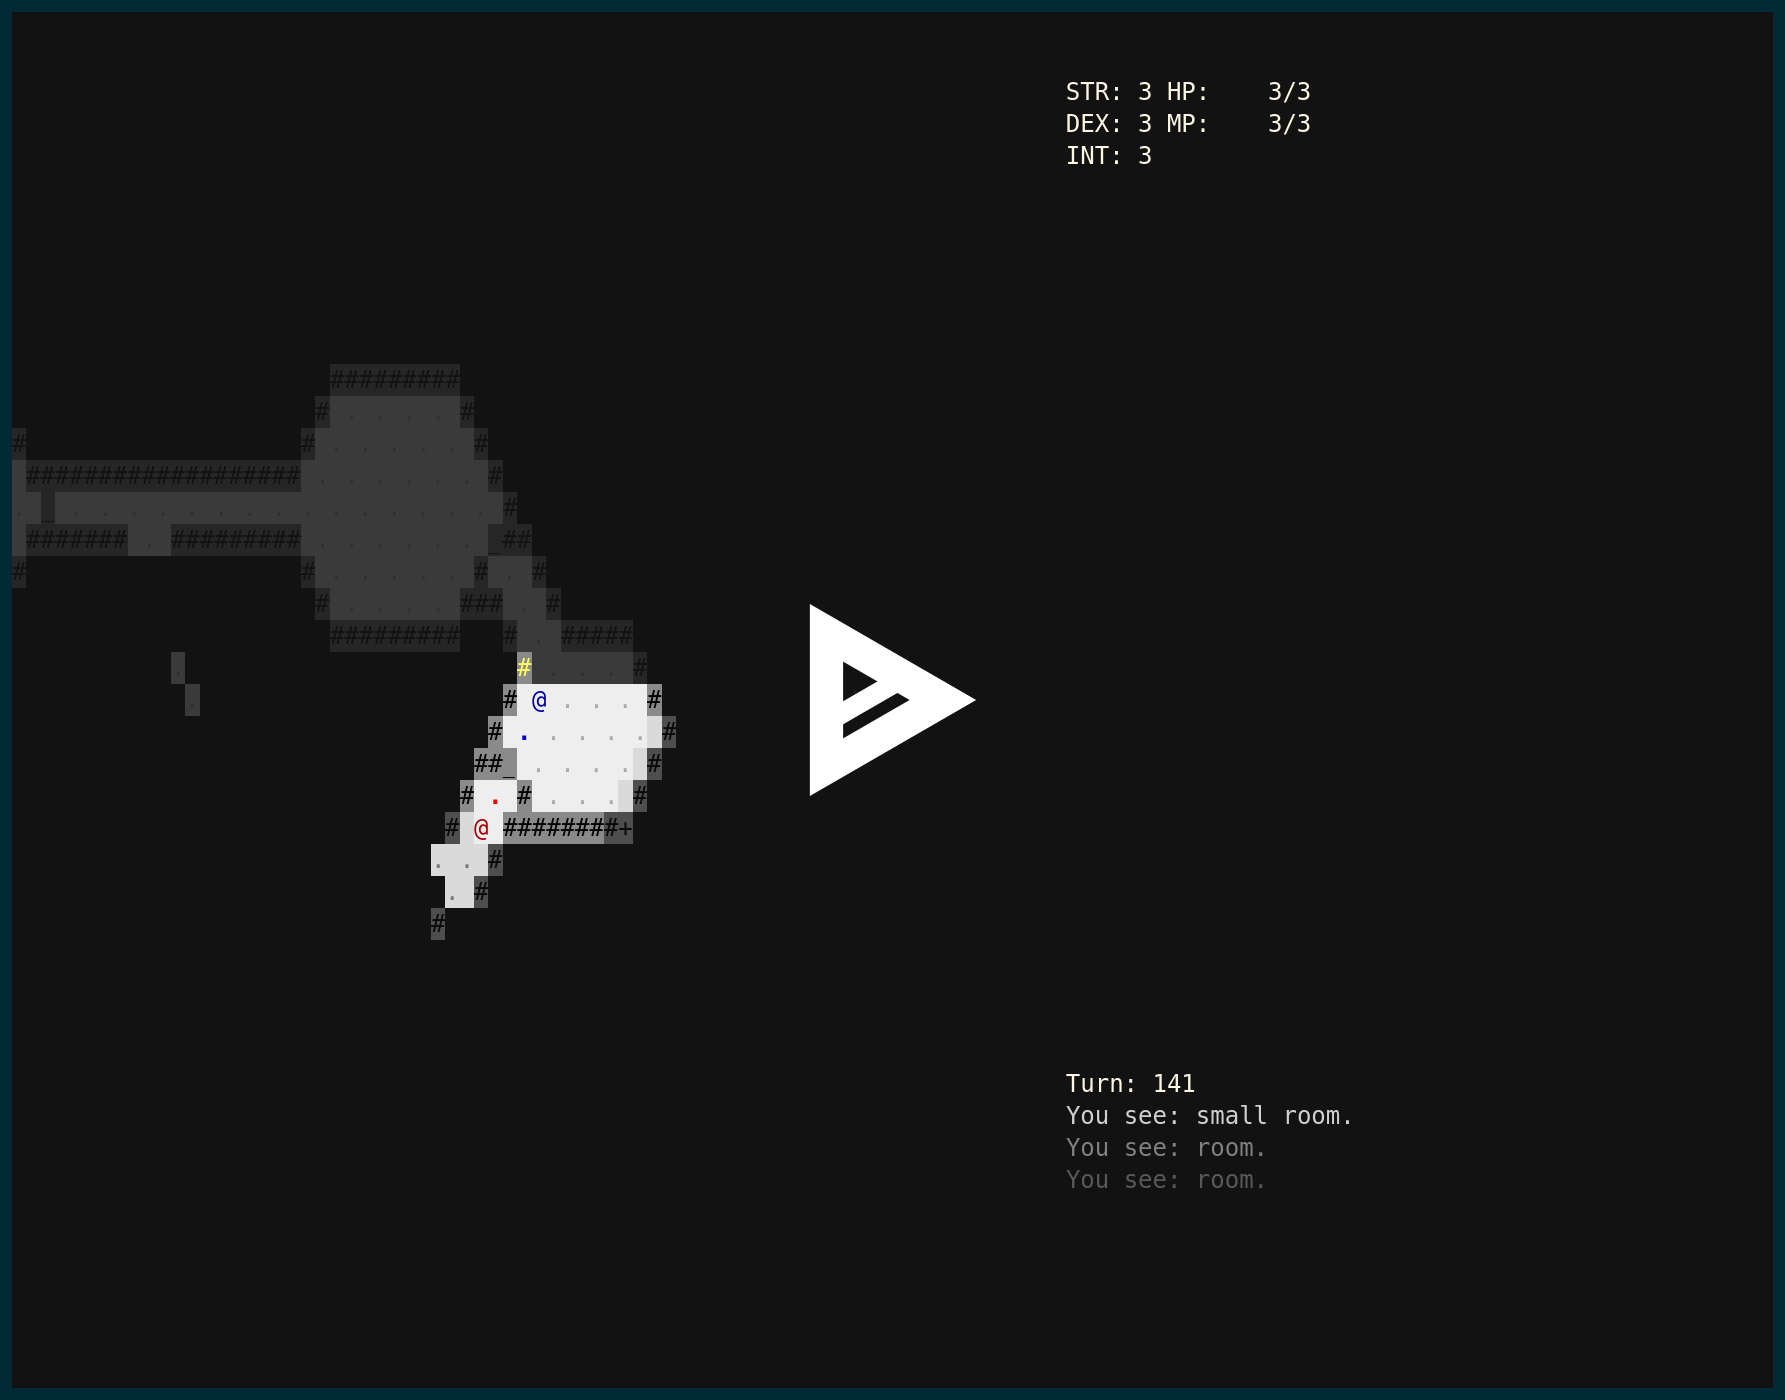 STR: 3 HP:    3/3
DEX: 3 MP:    3/3
INT: 3
#########
# . . . . #
# # . . . . . #
################## . . . . . . #
. _ . . . . . . . . . . . . . . . #
####### . ######## . . . . . . _##
# # . . . . . # . #
# . . . . ### . #
######### # . #####
. # . . . #
. # @ . . . #
# . . . . . #
##_ . . . . #
# . # . . . #
# @ ########+
. . #
. #
#
Turn: 141
You see: small room.
You see: room.
You see: room.